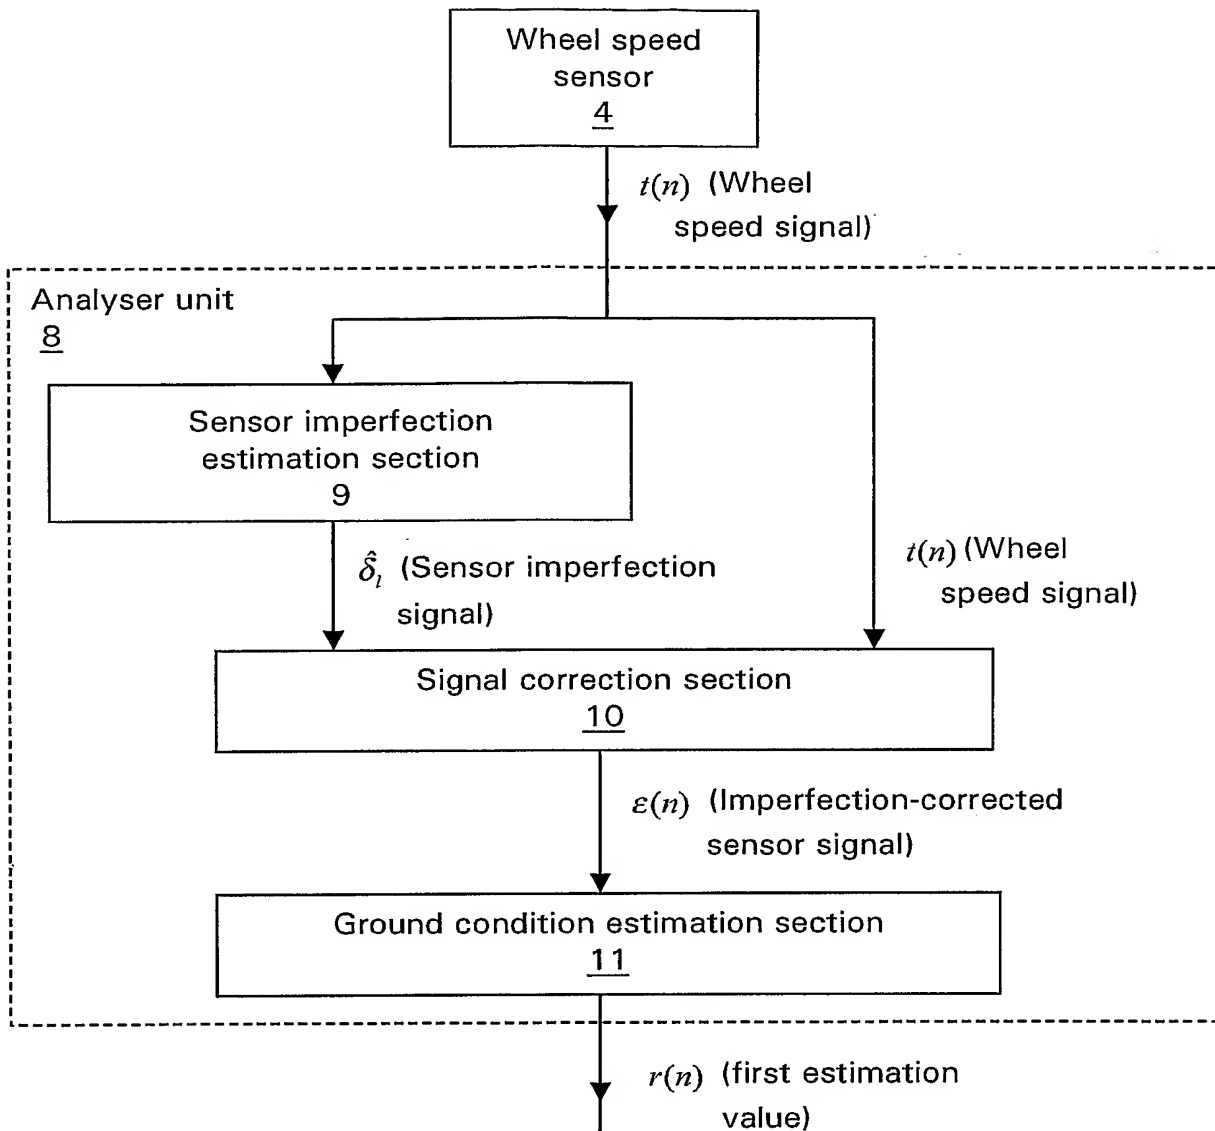 Wheel speed
sensor
4
t(n) (Wheel
speed signal)
Analyser unit
8
Sensor imperfection
estimation section
9
δ̂ₗ (Sensor imperfection
signal)
t(n) (Wheel
speed signal)
Signal correction section
10
ε(n) (Imperfection-corrected
sensor signal)
Ground condition estimation section
11
r(n) (first estimation
value)